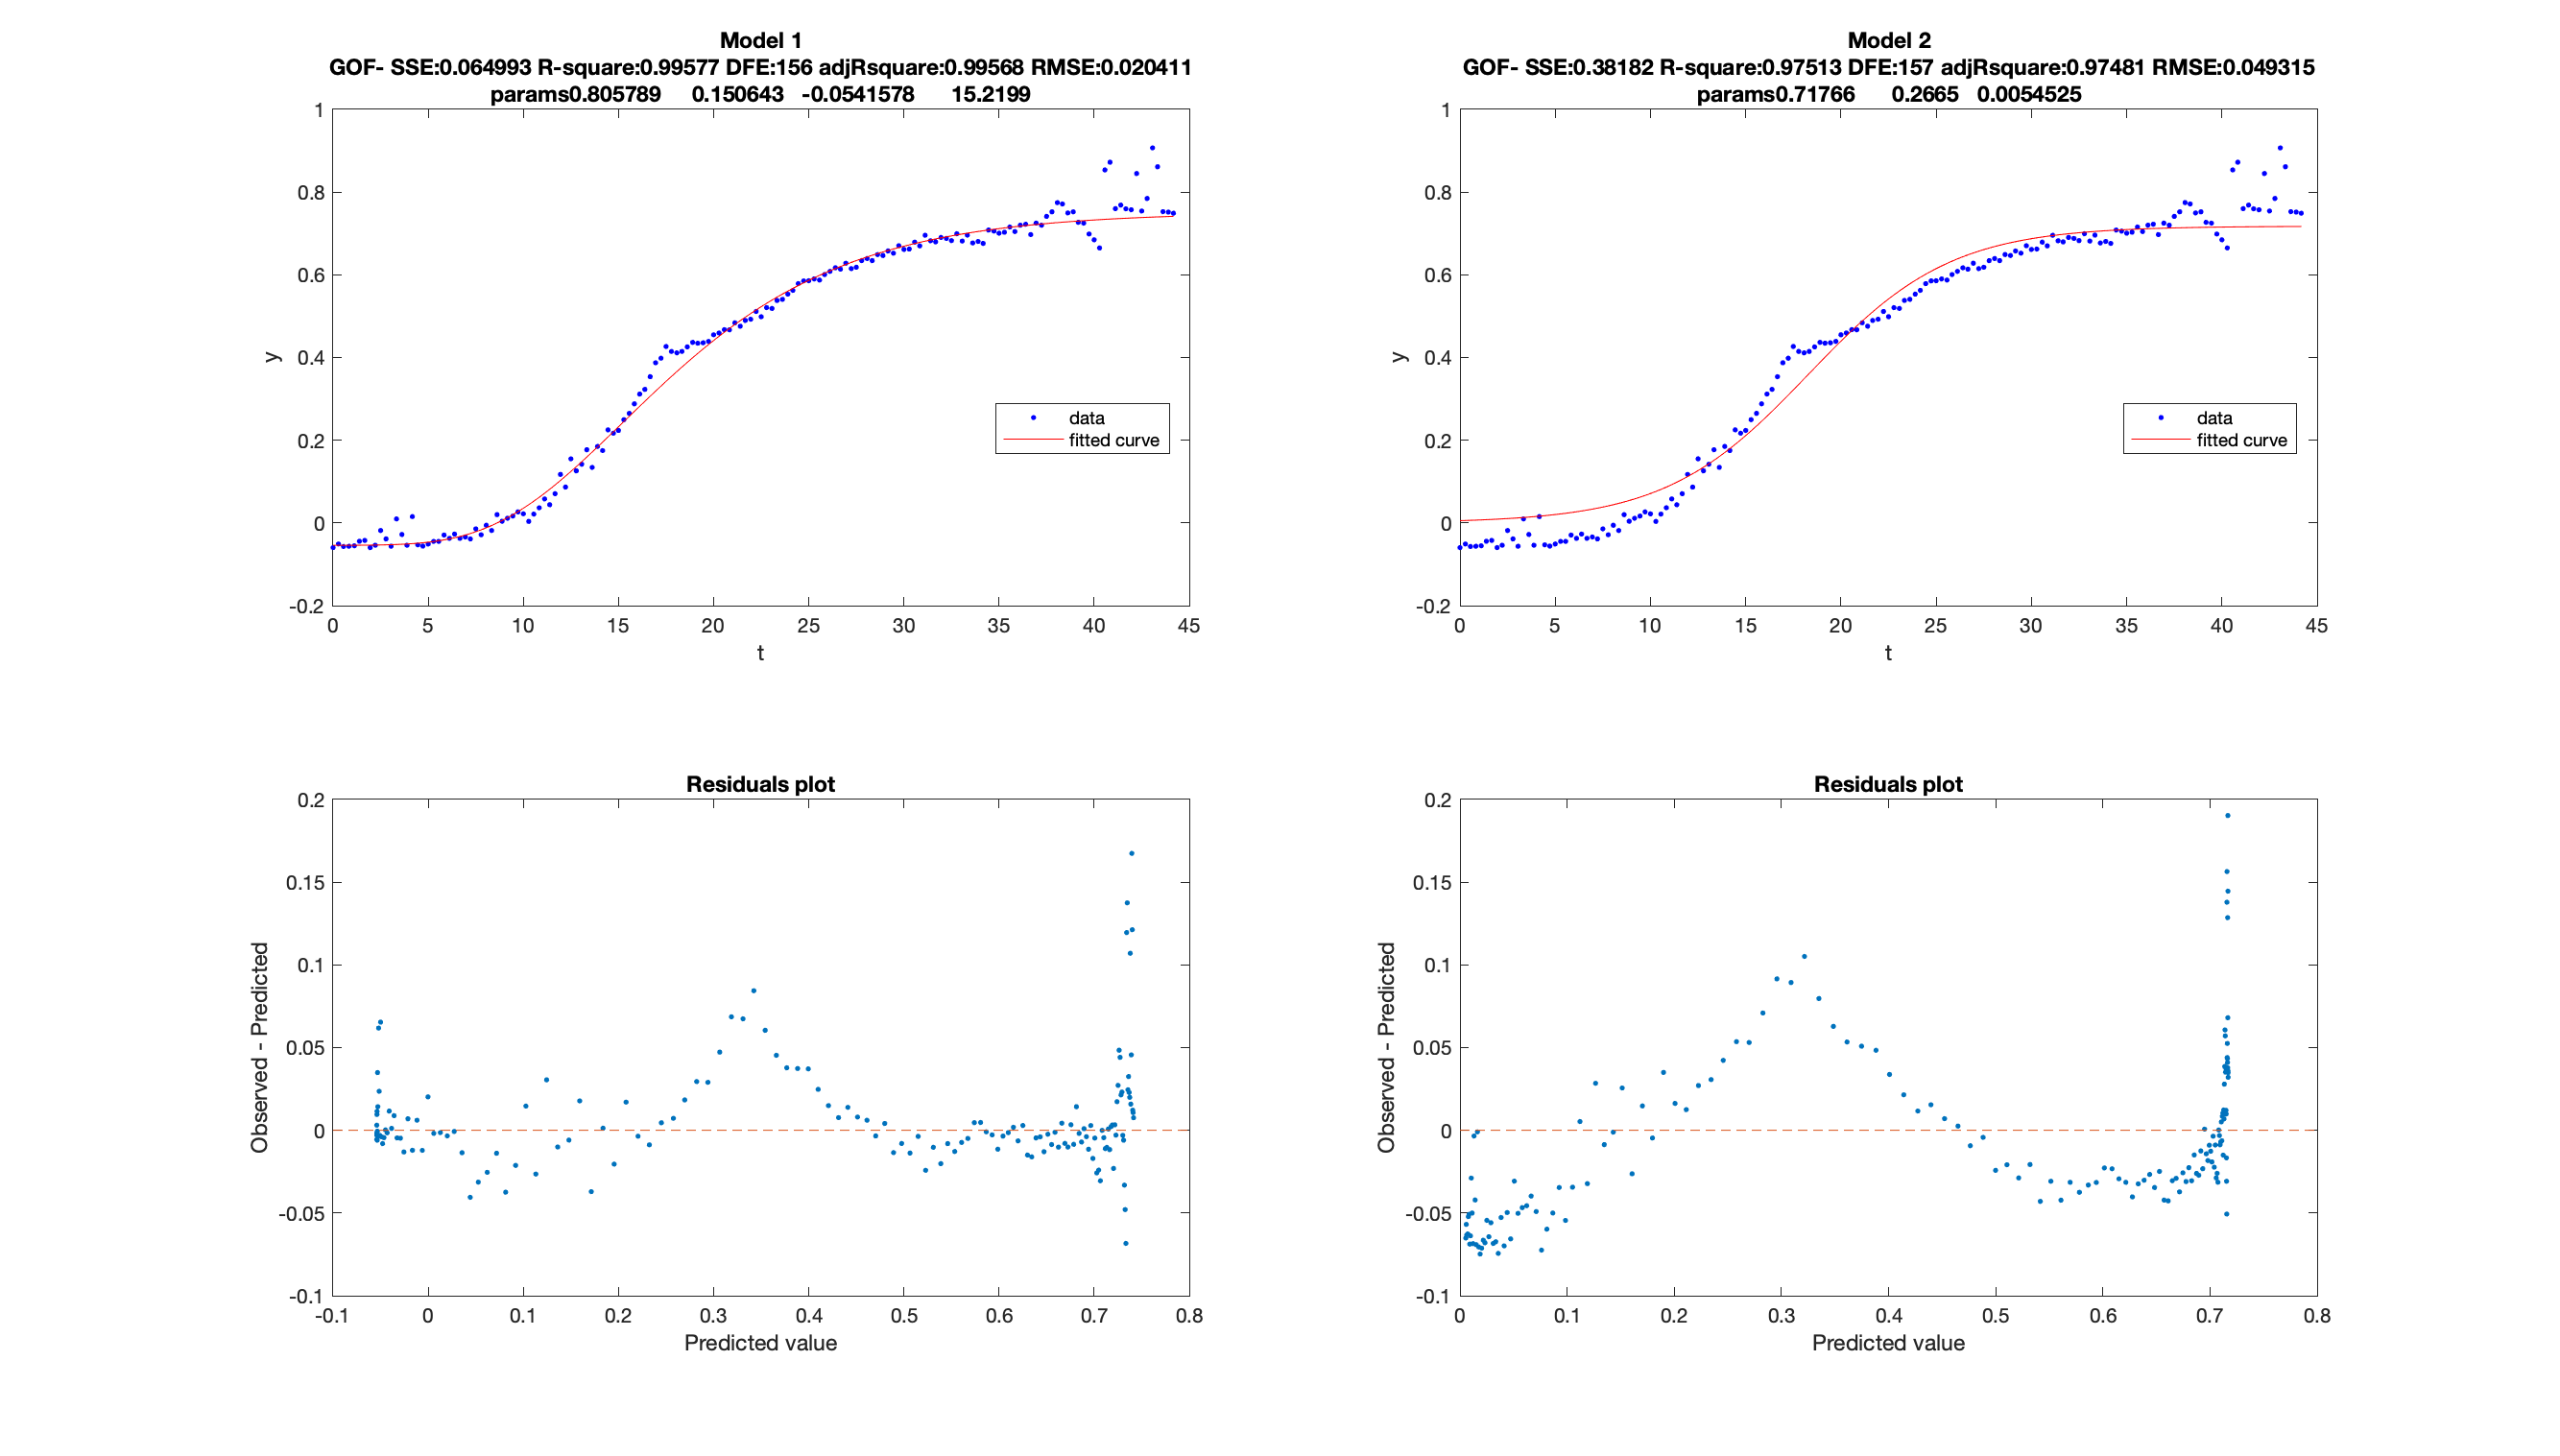 Model 1
GOF- SSE:0.064993 R-square:0.99577 DFE:156 adjRsquare:0.99568 RMSE:0.020411
params0.805789 0.150643 -0.0541578 15.2199
1
0.8
0.6
0.4
0.2
0
-0.2
y
0 5 10 15 20 25 30 35 40 45
t
data
fitted curve
Model 2
GOF- SSE:0.38182 R-square:0.97513 DFE:157 adjRsquare:0.97481 RMSE:0.049315
params0.71766 0.2665 0.0054525
1
0.8
0.6
0.4
0.2
0
-0.2
y
0 5 10 15 20 25 30 35 40 45
t
data
fitted curve
Residuals plot
0.2
0.15
0.1
0.05
0
-0.05
-0.1
Observed - Predicted
-0.1 0 0.1 0.2 0.3 0.4 0.5 0.6 0.7 0.8
Predicted value
Residuals plot
0.2
0.15
0.1
0.05
0
-0.05
-0.1
Observed - Predicted
0 0.1 0.2 0.3 0.4 0.5 0.6 0.7 0.8
Predicted value